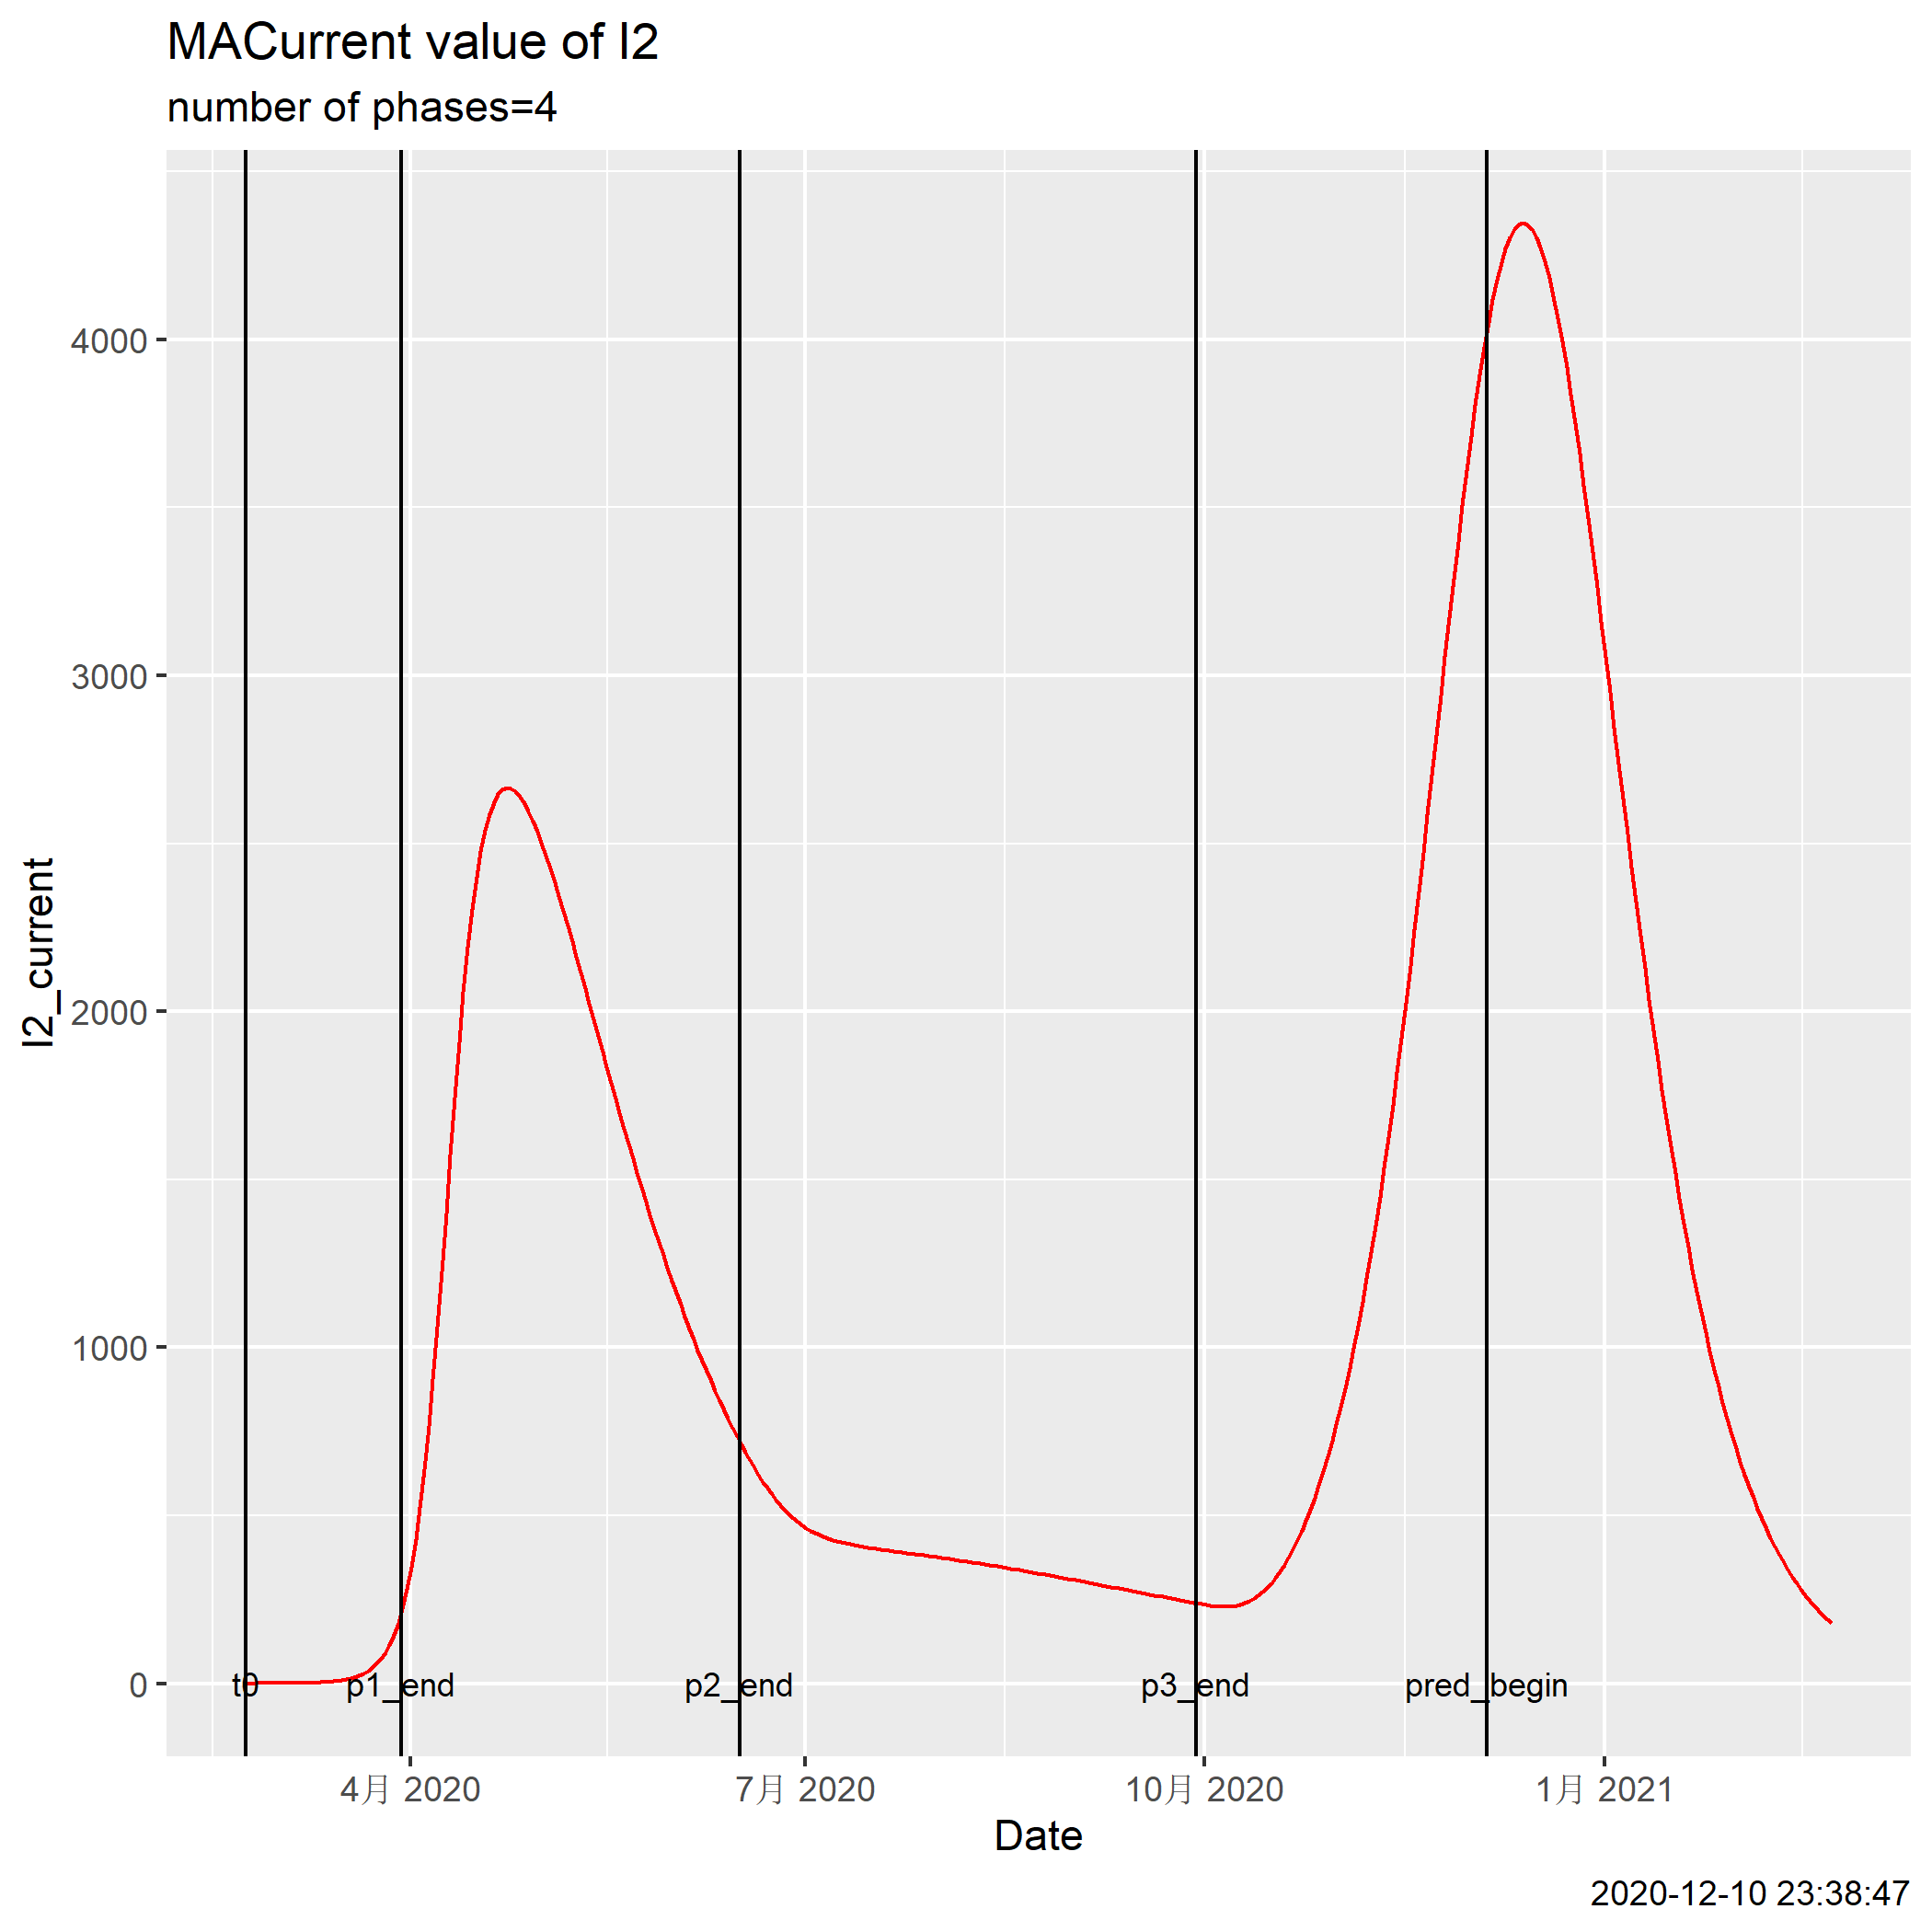 MACurrent value of I2
number of phases=4
4000
3000
2000
1000
0
I2_current
t0 p1_end p2_end p3_end pred_begin
4月 2020 7月 2020 10月 2020 1月 2021
Date
2020-12-10 23:38:47